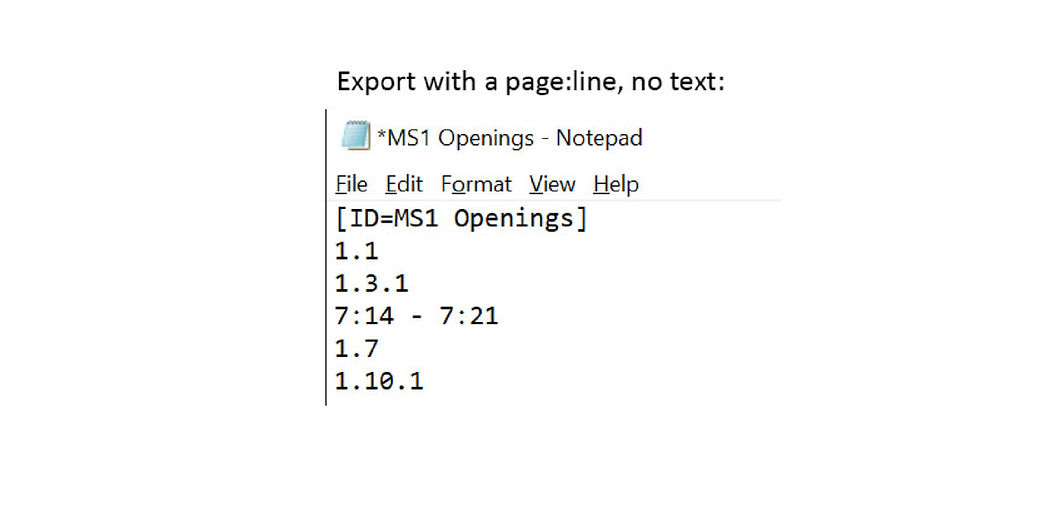 Export with a page:line, no text:
*MS1 Openings - Notepad
File Edit Format View Help
[ID=MS1 Openings]
1.1
1.3.1
7:14 - 7:21
1.7
1.10.1